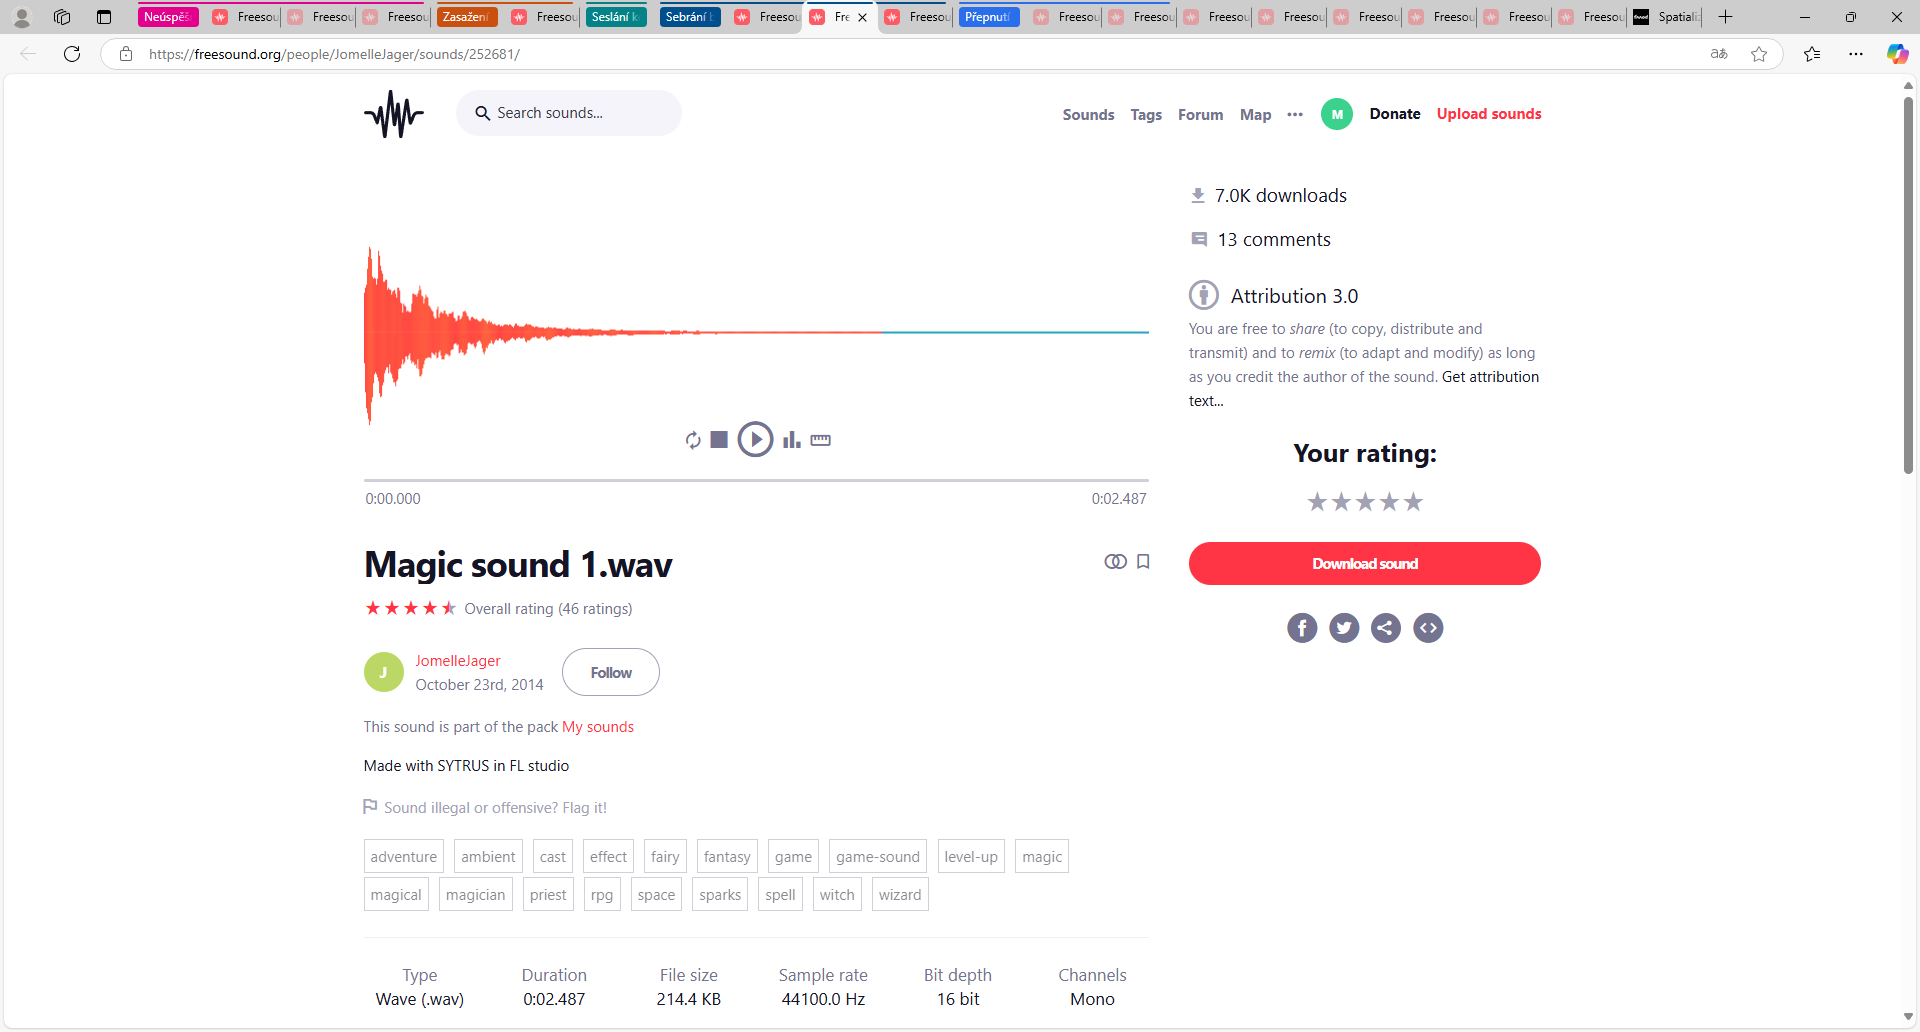 Neúspěš
Freesou
Freesou
Freesou
Zasažení
Freesou
Seslání k
Sebrání b
Freesou
Fre
Freesou
Přepnutí
Freesou
Freesou
Freesou
Freesou
Freesou
Freesou
Freesou
Freesou
Spatializ
https://freesound.org/people/JomelleJager/sounds/252681/
Search sounds...
Sounds Tags Forum Map ••• M Donate Upload sounds
7.0K downloads
13 comments
Attribution 3.0
You are free to share (to copy, distribute and
transmit) and to remix (to adapt and modify) as long
as you credit the author of the sound. Get attribution
text...
0:00.000
0:02.487
Your rating:
Download sound
Magic sound 1.wav
Overall rating (46 ratings)
J
JomelleJager
October 23rd, 2014
Follow
This sound is part of the pack My sounds
Made with SYTRUS in FL studio
Sound illegal or offensive? Flag it!
adventure ambient cast effect fairy fantasy game game-sound level-up magic
magical magician priest rpg space sparks spell witch wizard
Type Duration File size Sample rate Bit depth Channels
Wave (.wav) 0:02.487 214.4 KB 44100.0 Hz 16 bit Mono